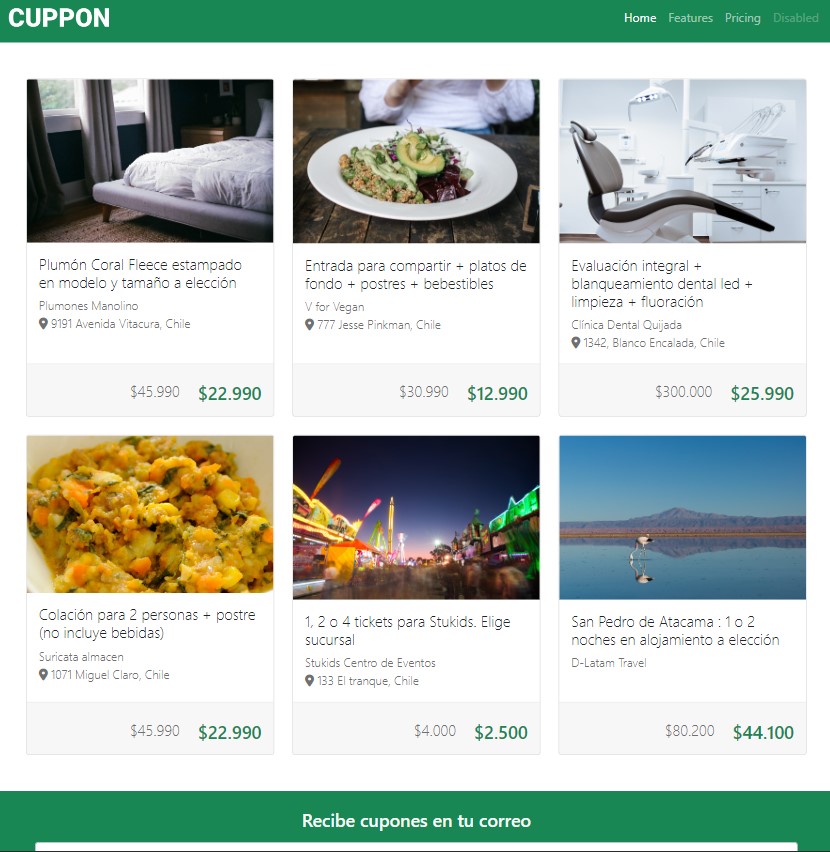 CUPPON
Home Features Pricing Disabled
Plumón Coral Fleece estampado
en modelo y tamaño a elección
Plumones Manolino
9191 Avenida Vitacura, Chile
$45.990 $22.990
Entrada para compartir + platos de
fondo + postres + bebestibles
V for Vegan
777 Jesse Pinkman, Chile
$30.990 $12.990
Evaluación integral +
blanqueamiento dental led +
limpieza + fluoración
Clínica Dental Quijada
1342, Blanco Encalada, Chile
$300.000 $25.990
Colación para 2 personas + postre
(no incluye bebidas)
Suricata almacen
1071 Miguel Claro, Chile
$45.990 $22.990
1, 2 o 4 tickets para Stukids. Elige
sucursal
Stukids Centro de Eventos
133 El tranque, Chile
$4.000 $2.500
San Pedro de Atacama : 1 o 2
noches en alojamiento a elección
D-Latam Travel
$80.200 $44.100
Recibe cupones en tu correo